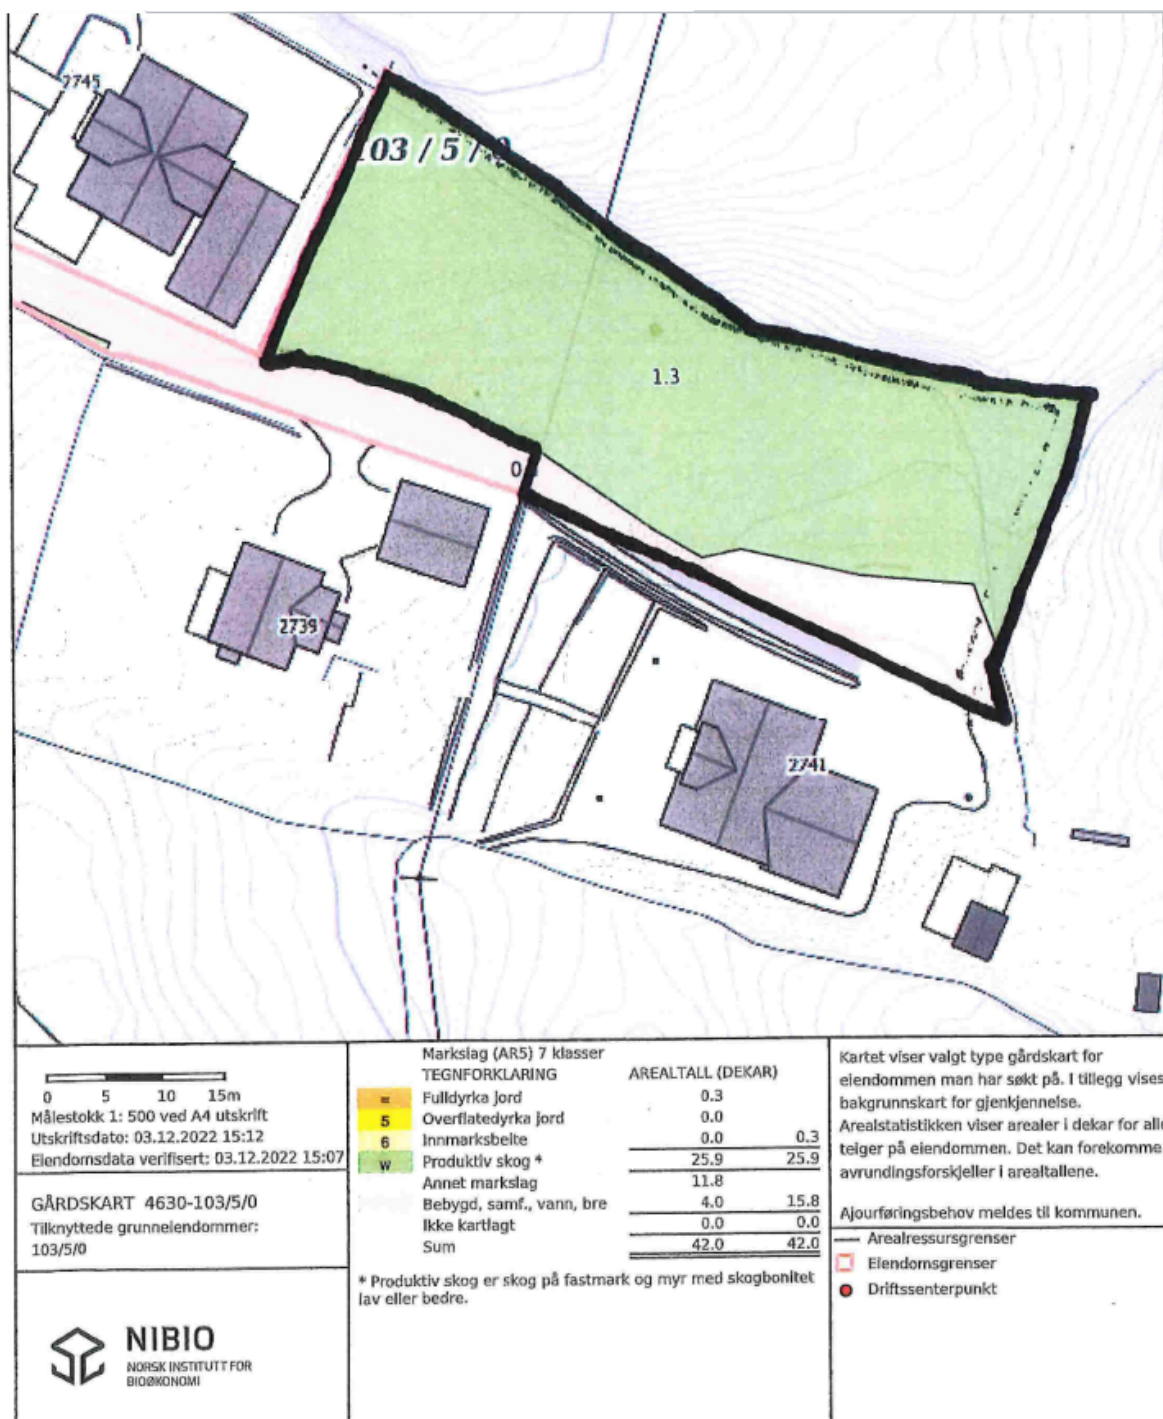 2745
103 / 5 / 0
1.3
0.
2739
2741
0 5 10 15m
Målestokk 1: 500 ved A4 utskrift
Utskriftsdato: 03.12.2022 15:12
Eiendomsdata verifisert: 03.12.2022 15:07
GÅRDSKART 4630-103/5/0
Tilknyttede grunneiendommer:
103/5/0
NIBIO
NORSK INSTITUTT FOR
BIOØKONOMI
Markslag (AR5) 7 klasser
TEGNFORKLARING AREALTALL (DEKAR)
Fulldyrka jord 0.3
5 Overflatedyrka jord 0.0
6 Innmarksbeite 0.0 0.3
Produktiv skog * 25.9 25.9
Annet markslag 11.8
Bebygd, samf., vann, bre 4.0 15.8
Ikke kartlagt 0.0 0.0
Sum 42.0 42.0
* Produktiv skog er skog på fastmark og myr med skogbonitet
lav eller bedre.
Kartet viser valgt type gårdskart for
eiendommen man har søkt på. I tillegg vises
bakgrunnskart for gjenkjennelse.
Arealstatistikken viser arealer i dekar for alle
teiger på eiendommen. Det kan forekomme
avrundingsforskjeller i arealtallene.
Ajourføringsbehov meldes til kommunen.
Arealressursgrenser
Eiendomsgrenser
Driftssenterpunkt